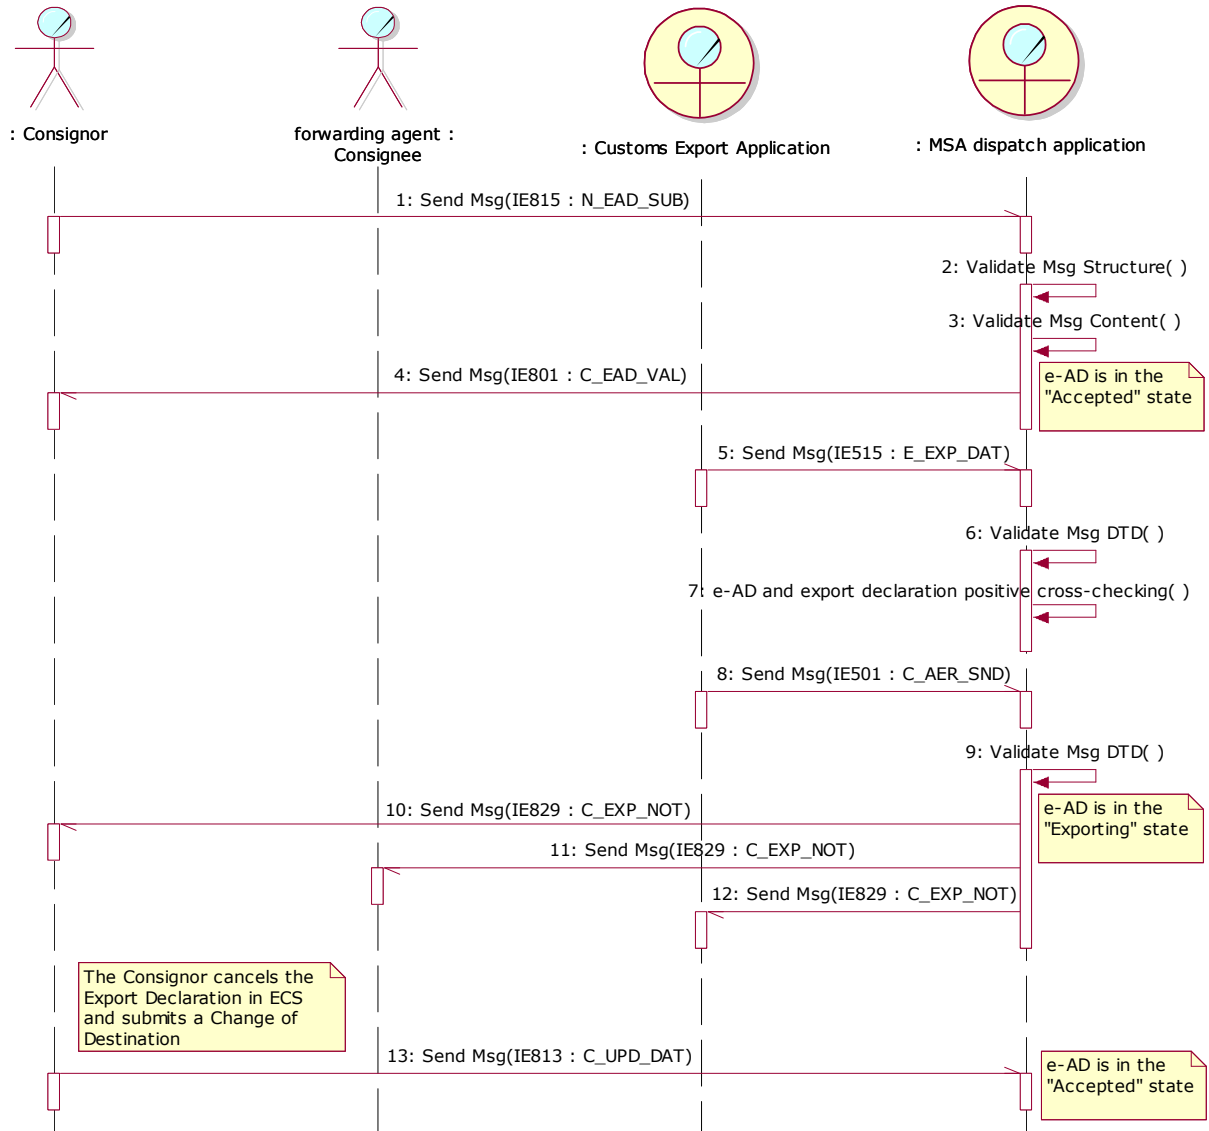 : Consignor
forwarding agent :
Consignee
: Customs Export Application
: MSA dispatch application
1: Send Msg(IE815 : N_EAD_SUB)
2: Validate Msg Structure( )
3: Validate Msg Content( )
4: Send Msg(IE801 : C_EAD_VAL)
e-AD is in the
"Accepted" state
5: Send Msg(IE515 : E_EXP_DAT)
6: Validate Msg DTD( )
7: e-AD and export declaration positive cross-checking( )
8: Send Msg(IE501 : C_AER_SND)
9: Validate Msg DTD( )
10: Send Msg(IE829 : C_EXP_NOT)
e-AD is in the
"Exporting" state
11: Send Msg(IE829 : C_EXP_NOT)
12: Send Msg(IE829 : C_EXP_NOT)
The Consignor cancels the
Export Declaration in ECS
and submits a Change of
Destination
13: Send Msg(IE813 : C_UPD_DAT)
e-AD is in the
"Accepted" state